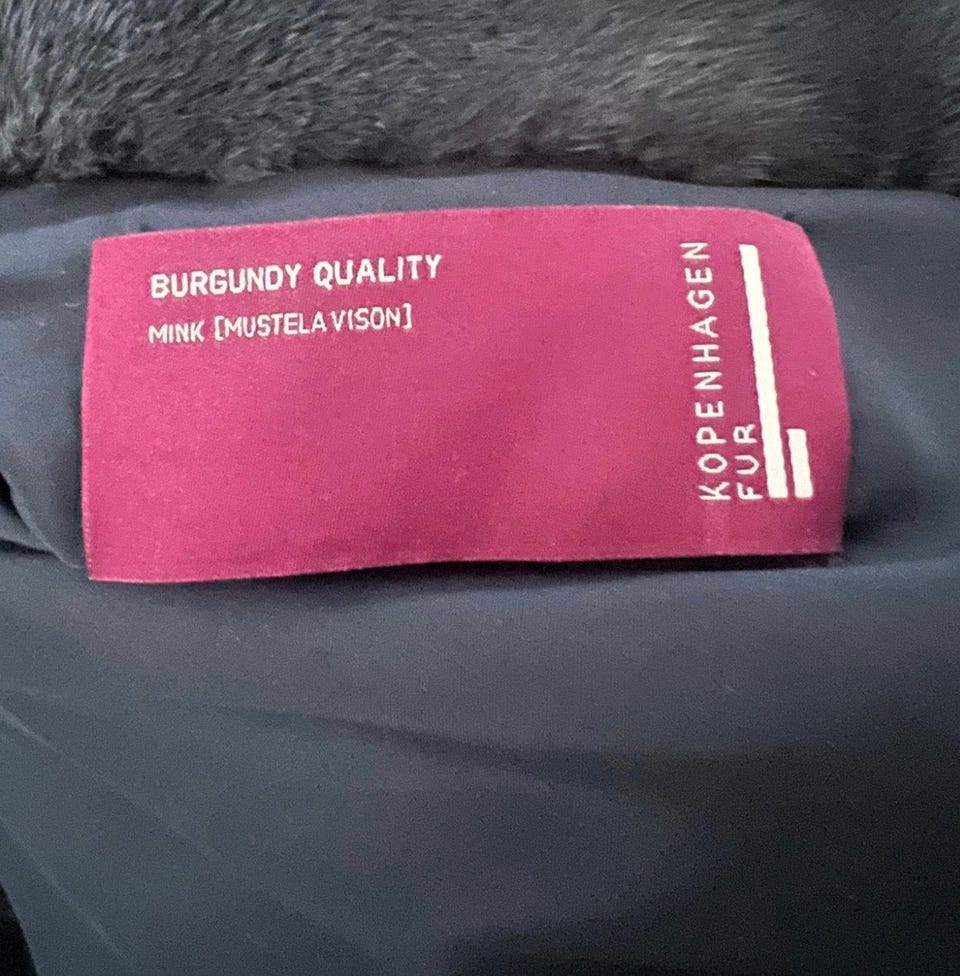 BURGUNDY QUALITY
MINK [MUSTELA VISON]
KOPENHAGEN
FUR